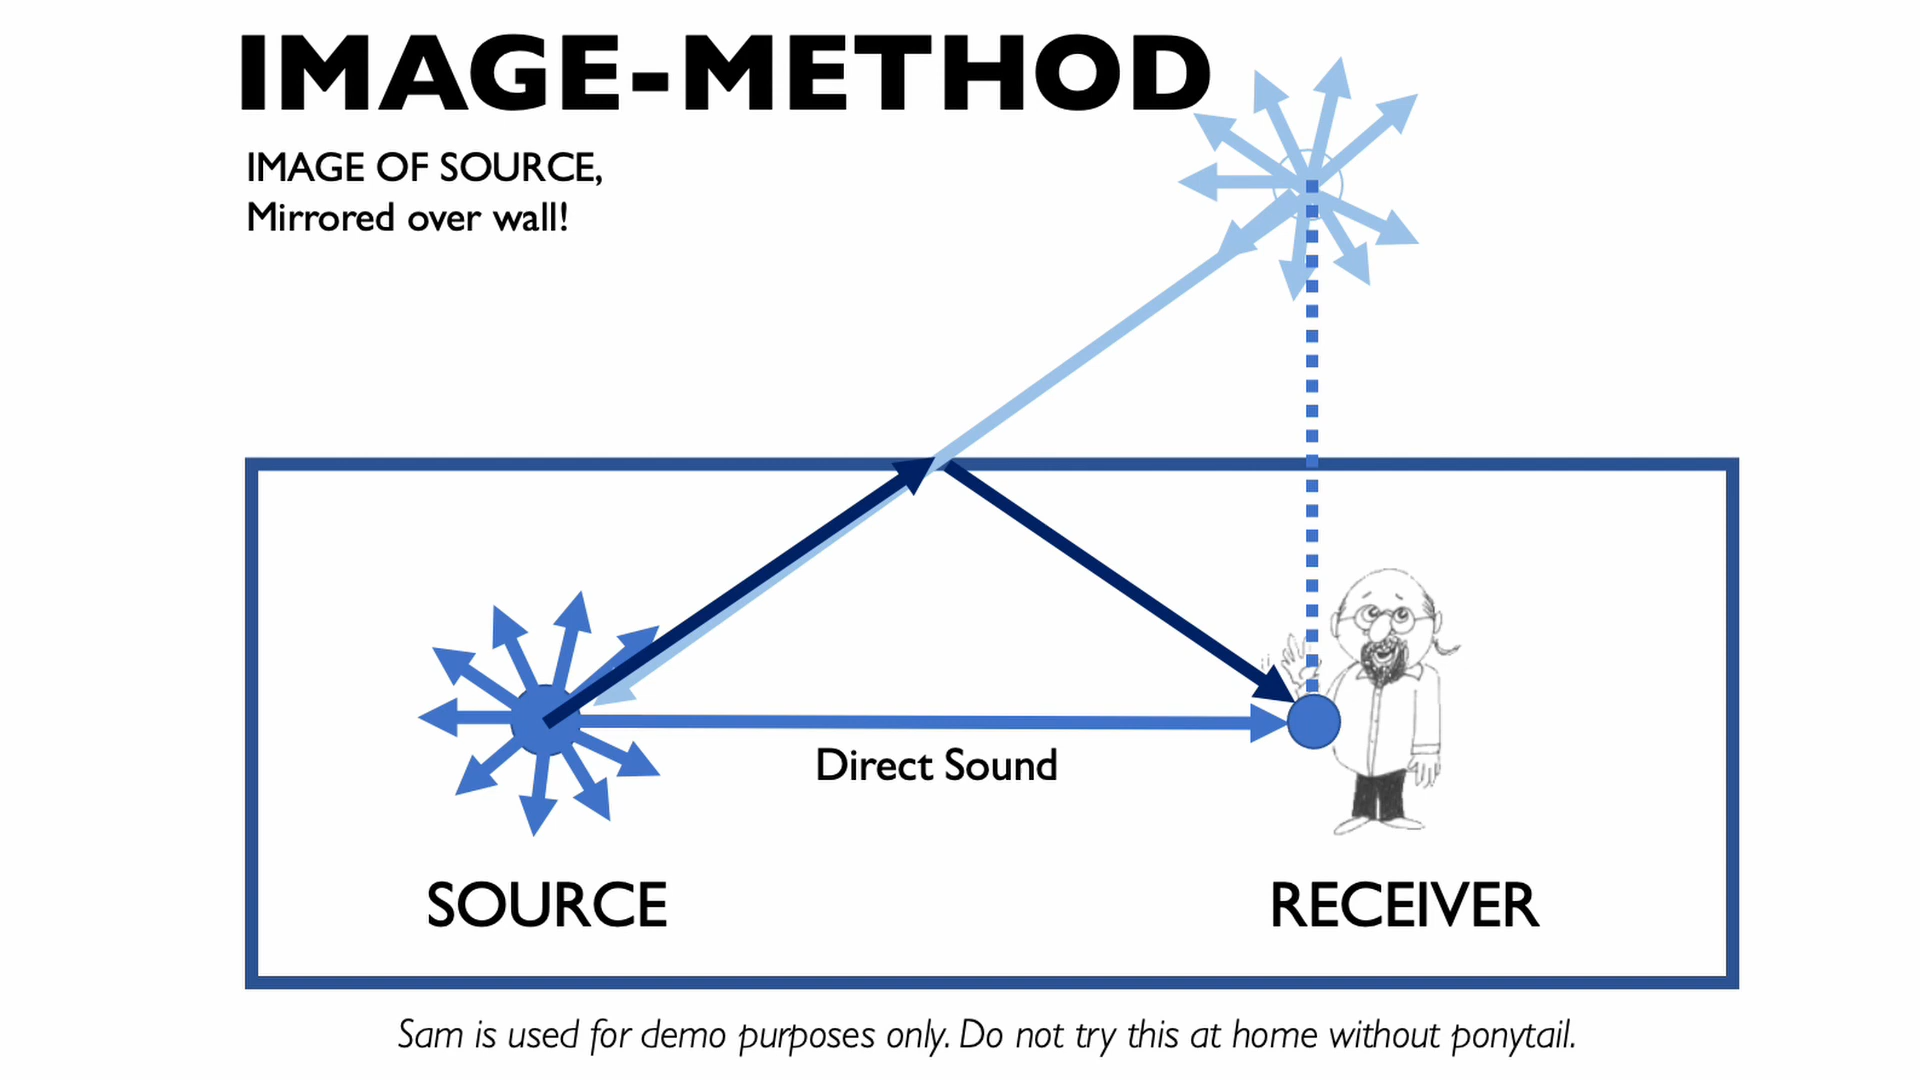 IMAGE-METHOD
IMAGE OF SOURCE,
Mirrored over wall!
Direct Sound
SOURCE
RECEIVER
Sam is used for demo purposes only. Do not try this at home without ponytail.